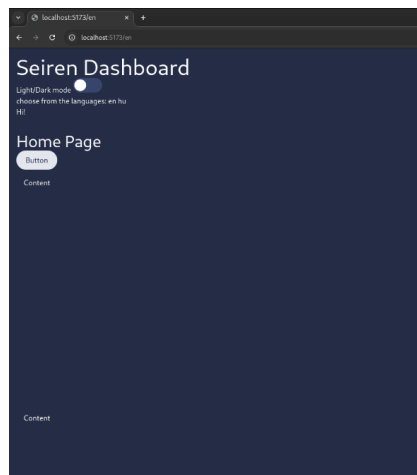 localhost:5173/en
localhost:5173/en
Seiren Dashboard
Light/Dark mode
choose from the languages: en hu
Hi!
Home Page
Button
Content
Content